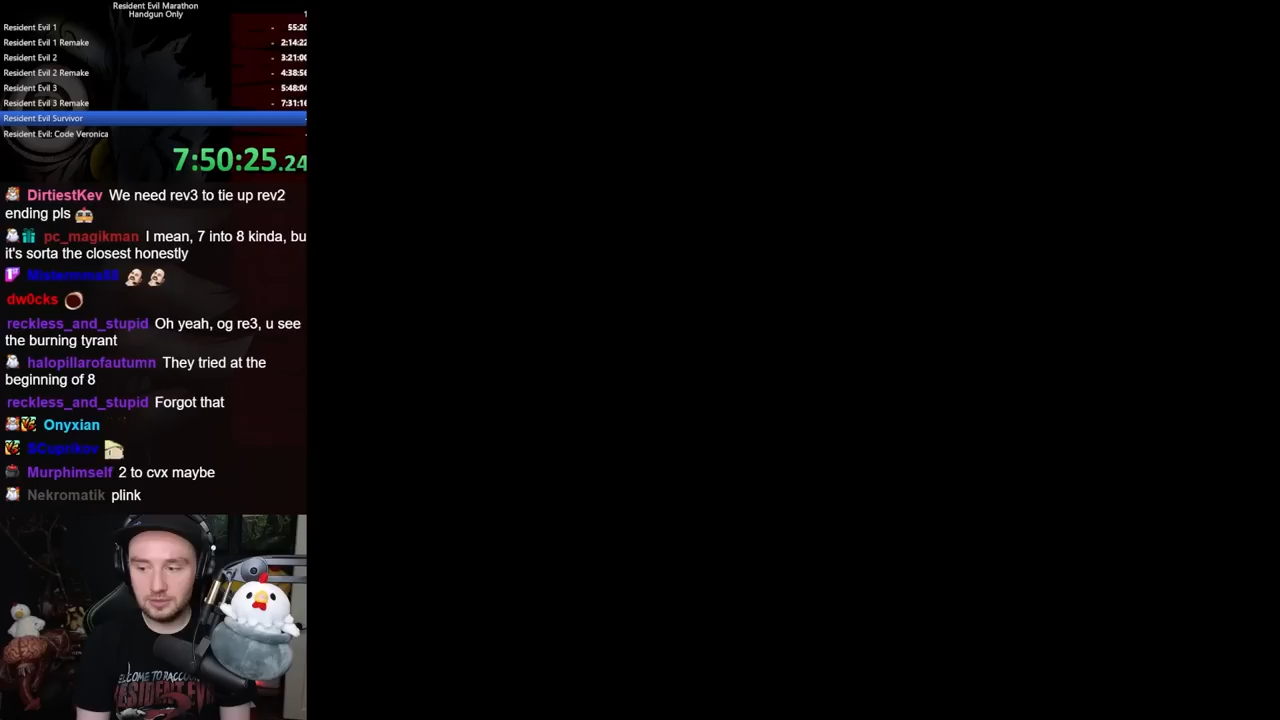 Resident Evil Marathon
Handgun Only
1
Resident Evil 1 - 55:20
Resident Evil 1 Remake - 2:14:22
Resident Evil 2 - 3:21:00
Resident Evil 2 Remake - 4:38:56
Resident Evil 3 - 5:48:04
Resident Evil 3 Remake - 7:31:16
Resident Evil Survivor -
Resident Evil: Code Veronica -
7:50:25.24
DirtiestKev We need rev3 to tie up rev2
ending pls
pc_magikman I mean, 7 into 8 kinda, bu
it's sorta the closest honestly
dw0cks
reckless_and_stupid Oh yeah, og re3, u see
the burning tyrant
halopillarofautumn They tried at the
beginning of 8
reckless_and_stupid Forgot that
Onyxian
SCuprikov
Murphimself 2 to cvx maybe
Nekromatik plink
RESIDENT EVIL